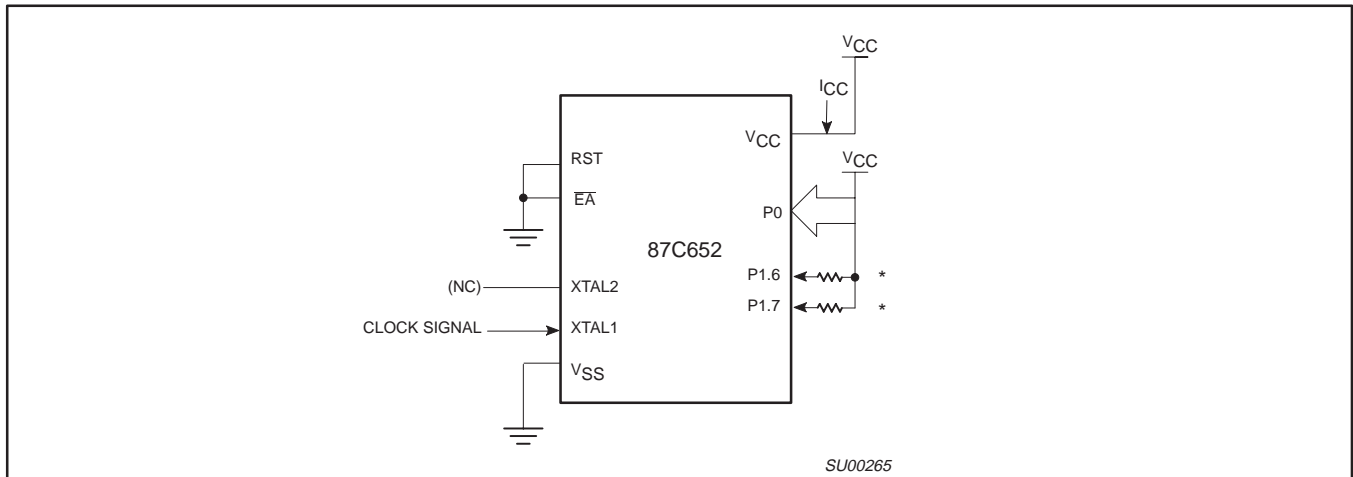 VCC
ICC
VCC
RST
VCC
EA
P0
87C652
P1.6 *
(NC) XTAL2
P1.7 *
CLOCK SIGNAL XTAL1
VSS
SU00265